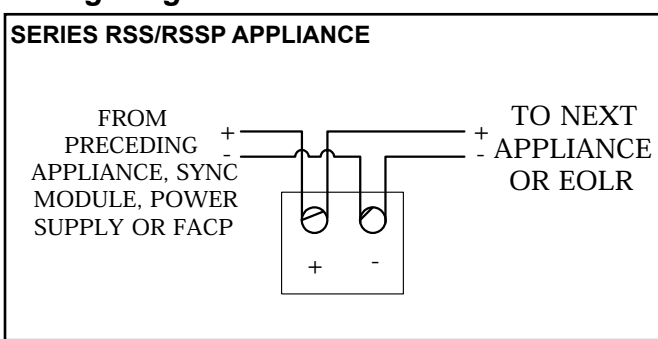 SERIES RSS/RSSP APPLIANCE
FROM
PRECEDING
APPLIANCE, SYNC
MODULE, POWER
SUPPLY OR FACP
+
-
+
-
TO NEXT
APPLIANCE
OR EOLR
+ -